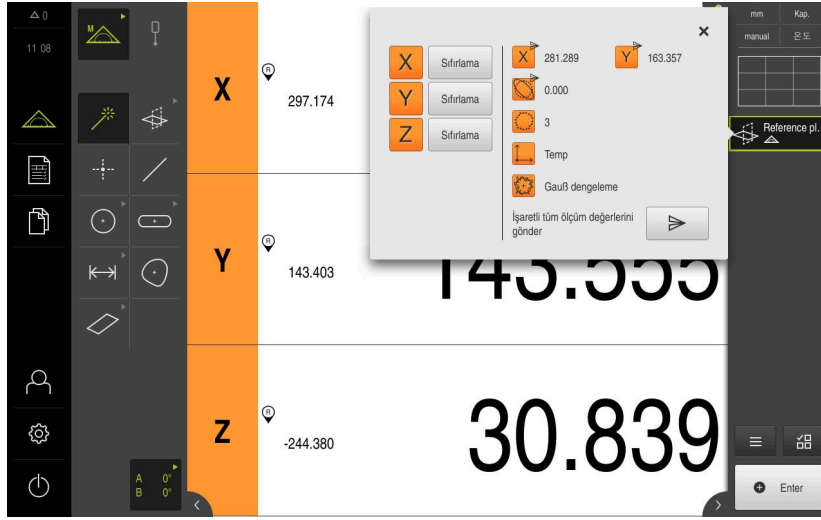 0
11 08
M
A 0°
B 0°
X
R
297.174
Y
R
143.403
143.555
Z
R
-244.380
30.839
X Sıfırlama
Y Sıfırlama
Z Sıfırlama
X 281.289 Y 163.357
0.000
3
Temp
Gauß dengeleme
İşaretli tüm ölçüm değerlerini
gönder
mm Kap.
manual 온도
Reference pl.
Enter